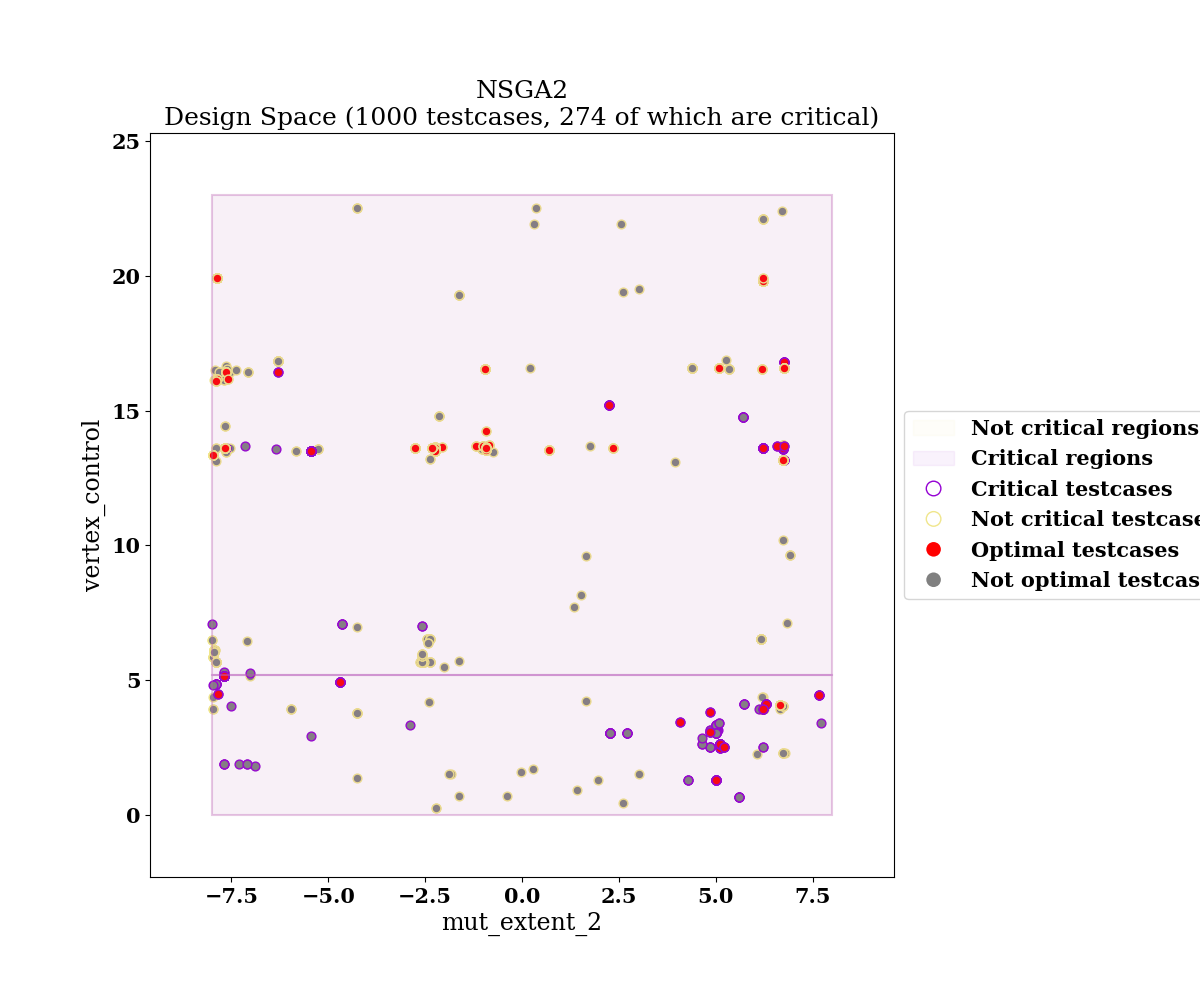 NSGA2
Design Space (1000 testcases, 274 of which are critical)
25
20
15
10
5
0
vertex_control
−7.5
−5.0
−2.5
0.0
2.5
5.0
7.5
mut_extent_2
Not critical regions
Critical regions
Critical testcases
Not critical testcase
Optimal testcases
Not optimal testcas